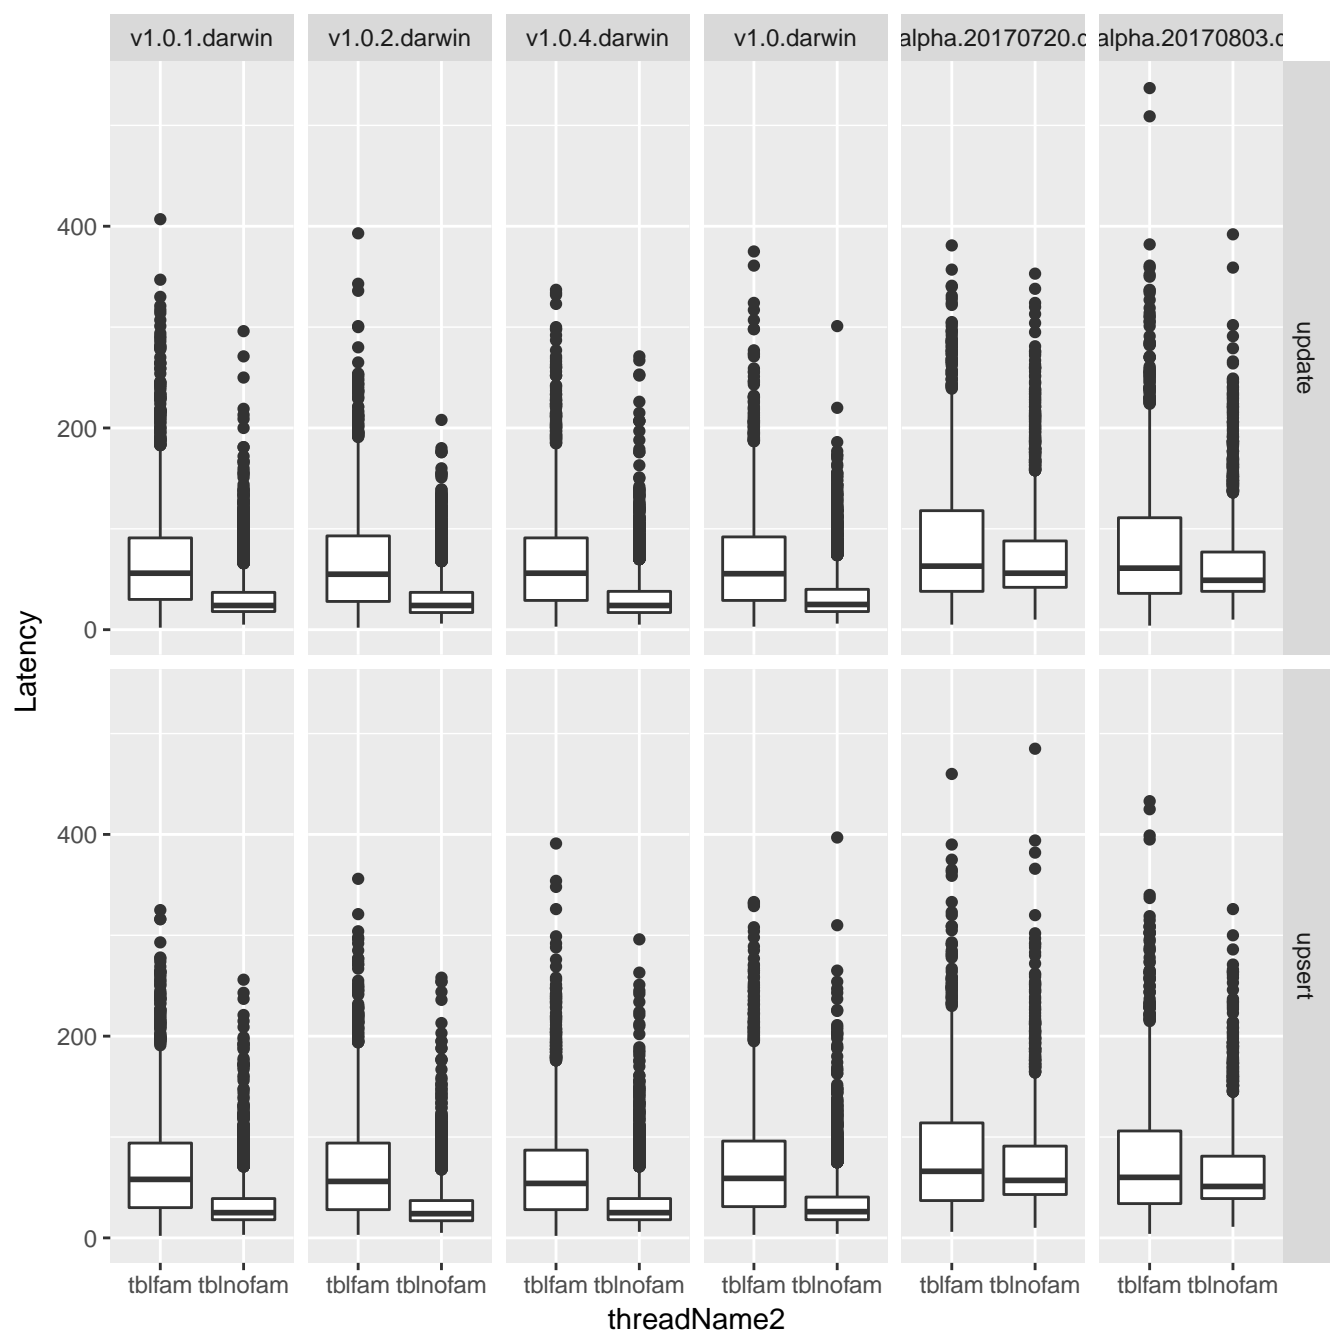 v1.0.1.darwin v1.0.2.darwin v1.0.4.darwin v1.0.darwin alpha.20170720.d alpha.20170803.d
400
200
0
update
Latency
400
200
0
upsert
tblfam tblnofam tblfam tblnofam tblfam tblnofam tblfam tblnofam tblfam tblnofam tblfam tblnofam
threadName2